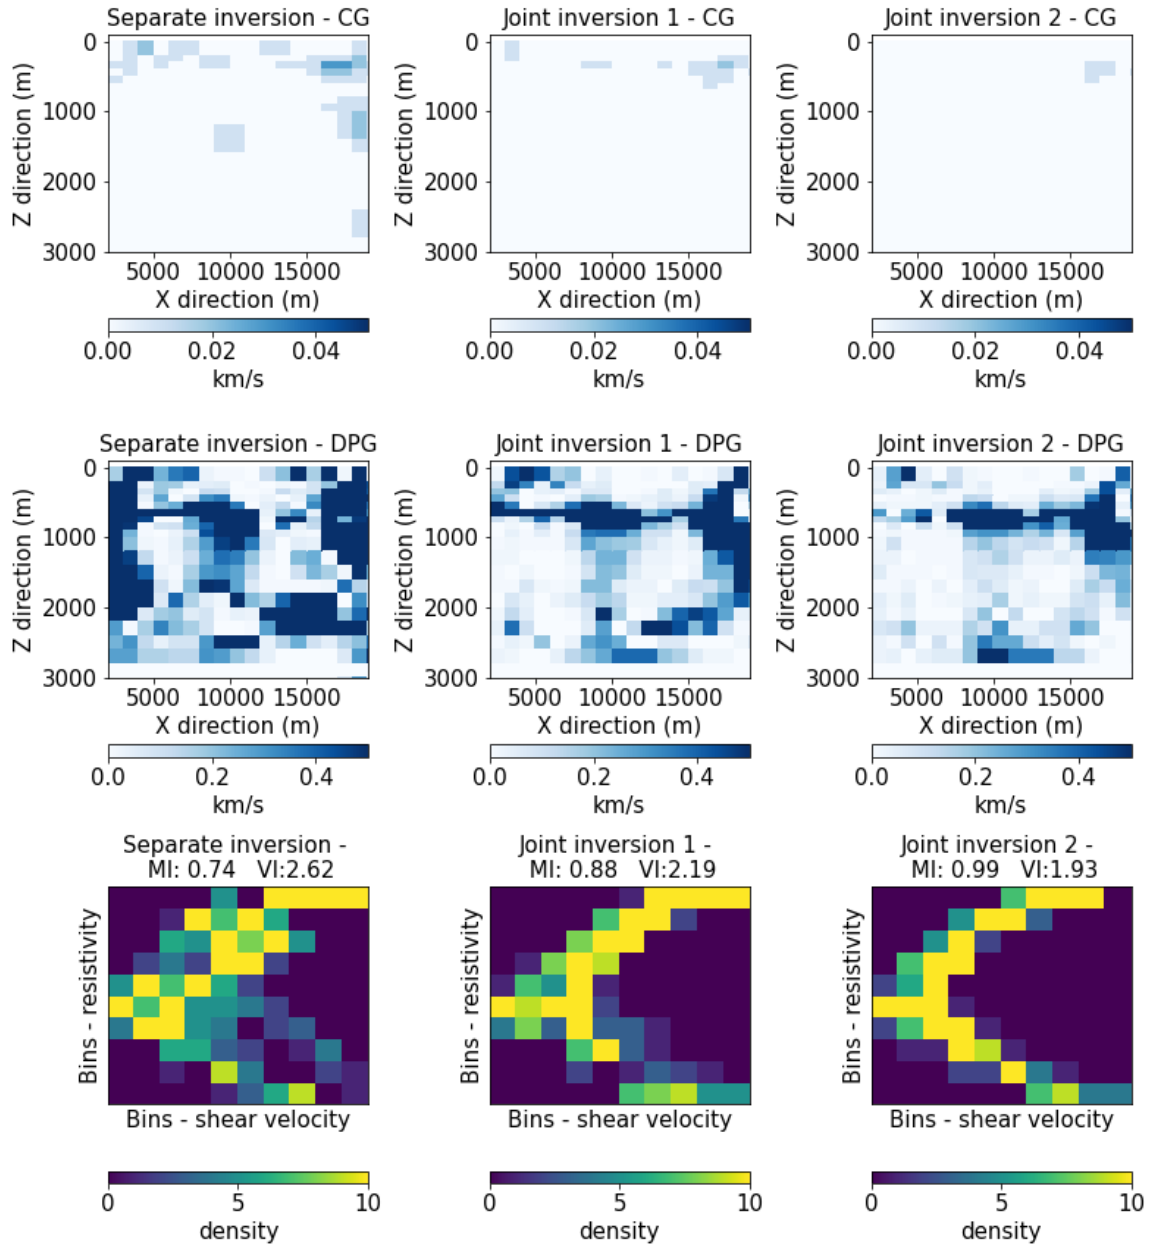 Separate inversion - CG
Joint inversion 1 - CG
Joint inversion 2 - CG
0
1000
2000
3000
Z direction (m)
5000 10000 15000
X direction (m)
0.00 0.02 0.04
km/s
0
1000
2000
3000
Z direction (m)
5000 10000 15000
X direction (m)
0.00 0.02 0.04
km/s
0
1000
2000
3000
Z direction (m)
5000 10000 15000
X direction (m)
0.00 0.02 0.04
km/s
Separate inversion - DPG
Joint inversion 1 - DPG
Joint inversion 2 - DPG
0
1000
2000
3000
Z direction (m)
5000 10000 15000
X direction (m)
0.0 0.2 0.4
km/s
0
1000
2000
3000
Z direction (m)
5000 10000 15000
X direction (m)
0.0 0.2 0.4
km/s
0
1000
2000
3000
Z direction (m)
5000 10000 15000
X direction (m)
0.0 0.2 0.4
km/s
Separate inversion -
MI: 0.74 VI:2.62
Bins - resistivity
Bins - shear velocity
0 5 10
density
Joint inversion 1 -
MI: 0.88 VI:2.19
Bins - resistivity
Bins - shear velocity
0 5 10
density
Joint inversion 2 -
MI: 0.99 VI:1.93
Bins - resistivity
Bins - shear velocity
0 5 10
density